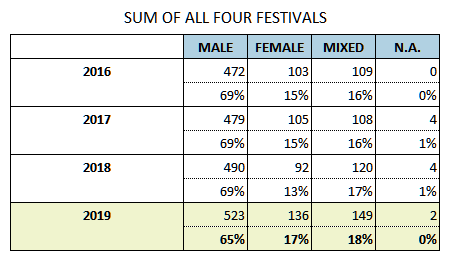 SUM OF ALL FOUR FESTIVALS
MALE FEMALE MIXED N.A.
2016 472 103 109 0
69% 15% 16% 0%
2017 479 105 108 4
69% 15% 16% 1%
2018 490 92 120 4
69% 13% 17% 1%
2019 523 136 149 2
65% 17% 18% 0%